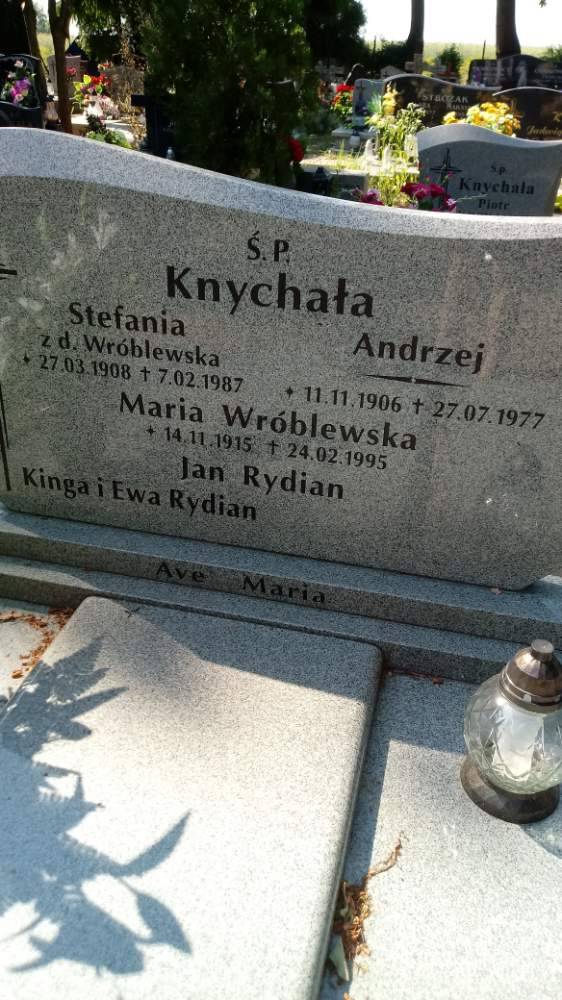 Ś.P.
Knychała
Stefania
z d. Wróblewska
27.03.1908 † 7.02.1987
Andrzej
11.11.1906 † 27.07.1977
Maria Wróblewska
14.11.1915 † 24.02.1995
Jan Rydian
Kinga i Ewa Rydian
Ave Maria
STRÓŻAK
Ś.p.
Knychała
Piotr